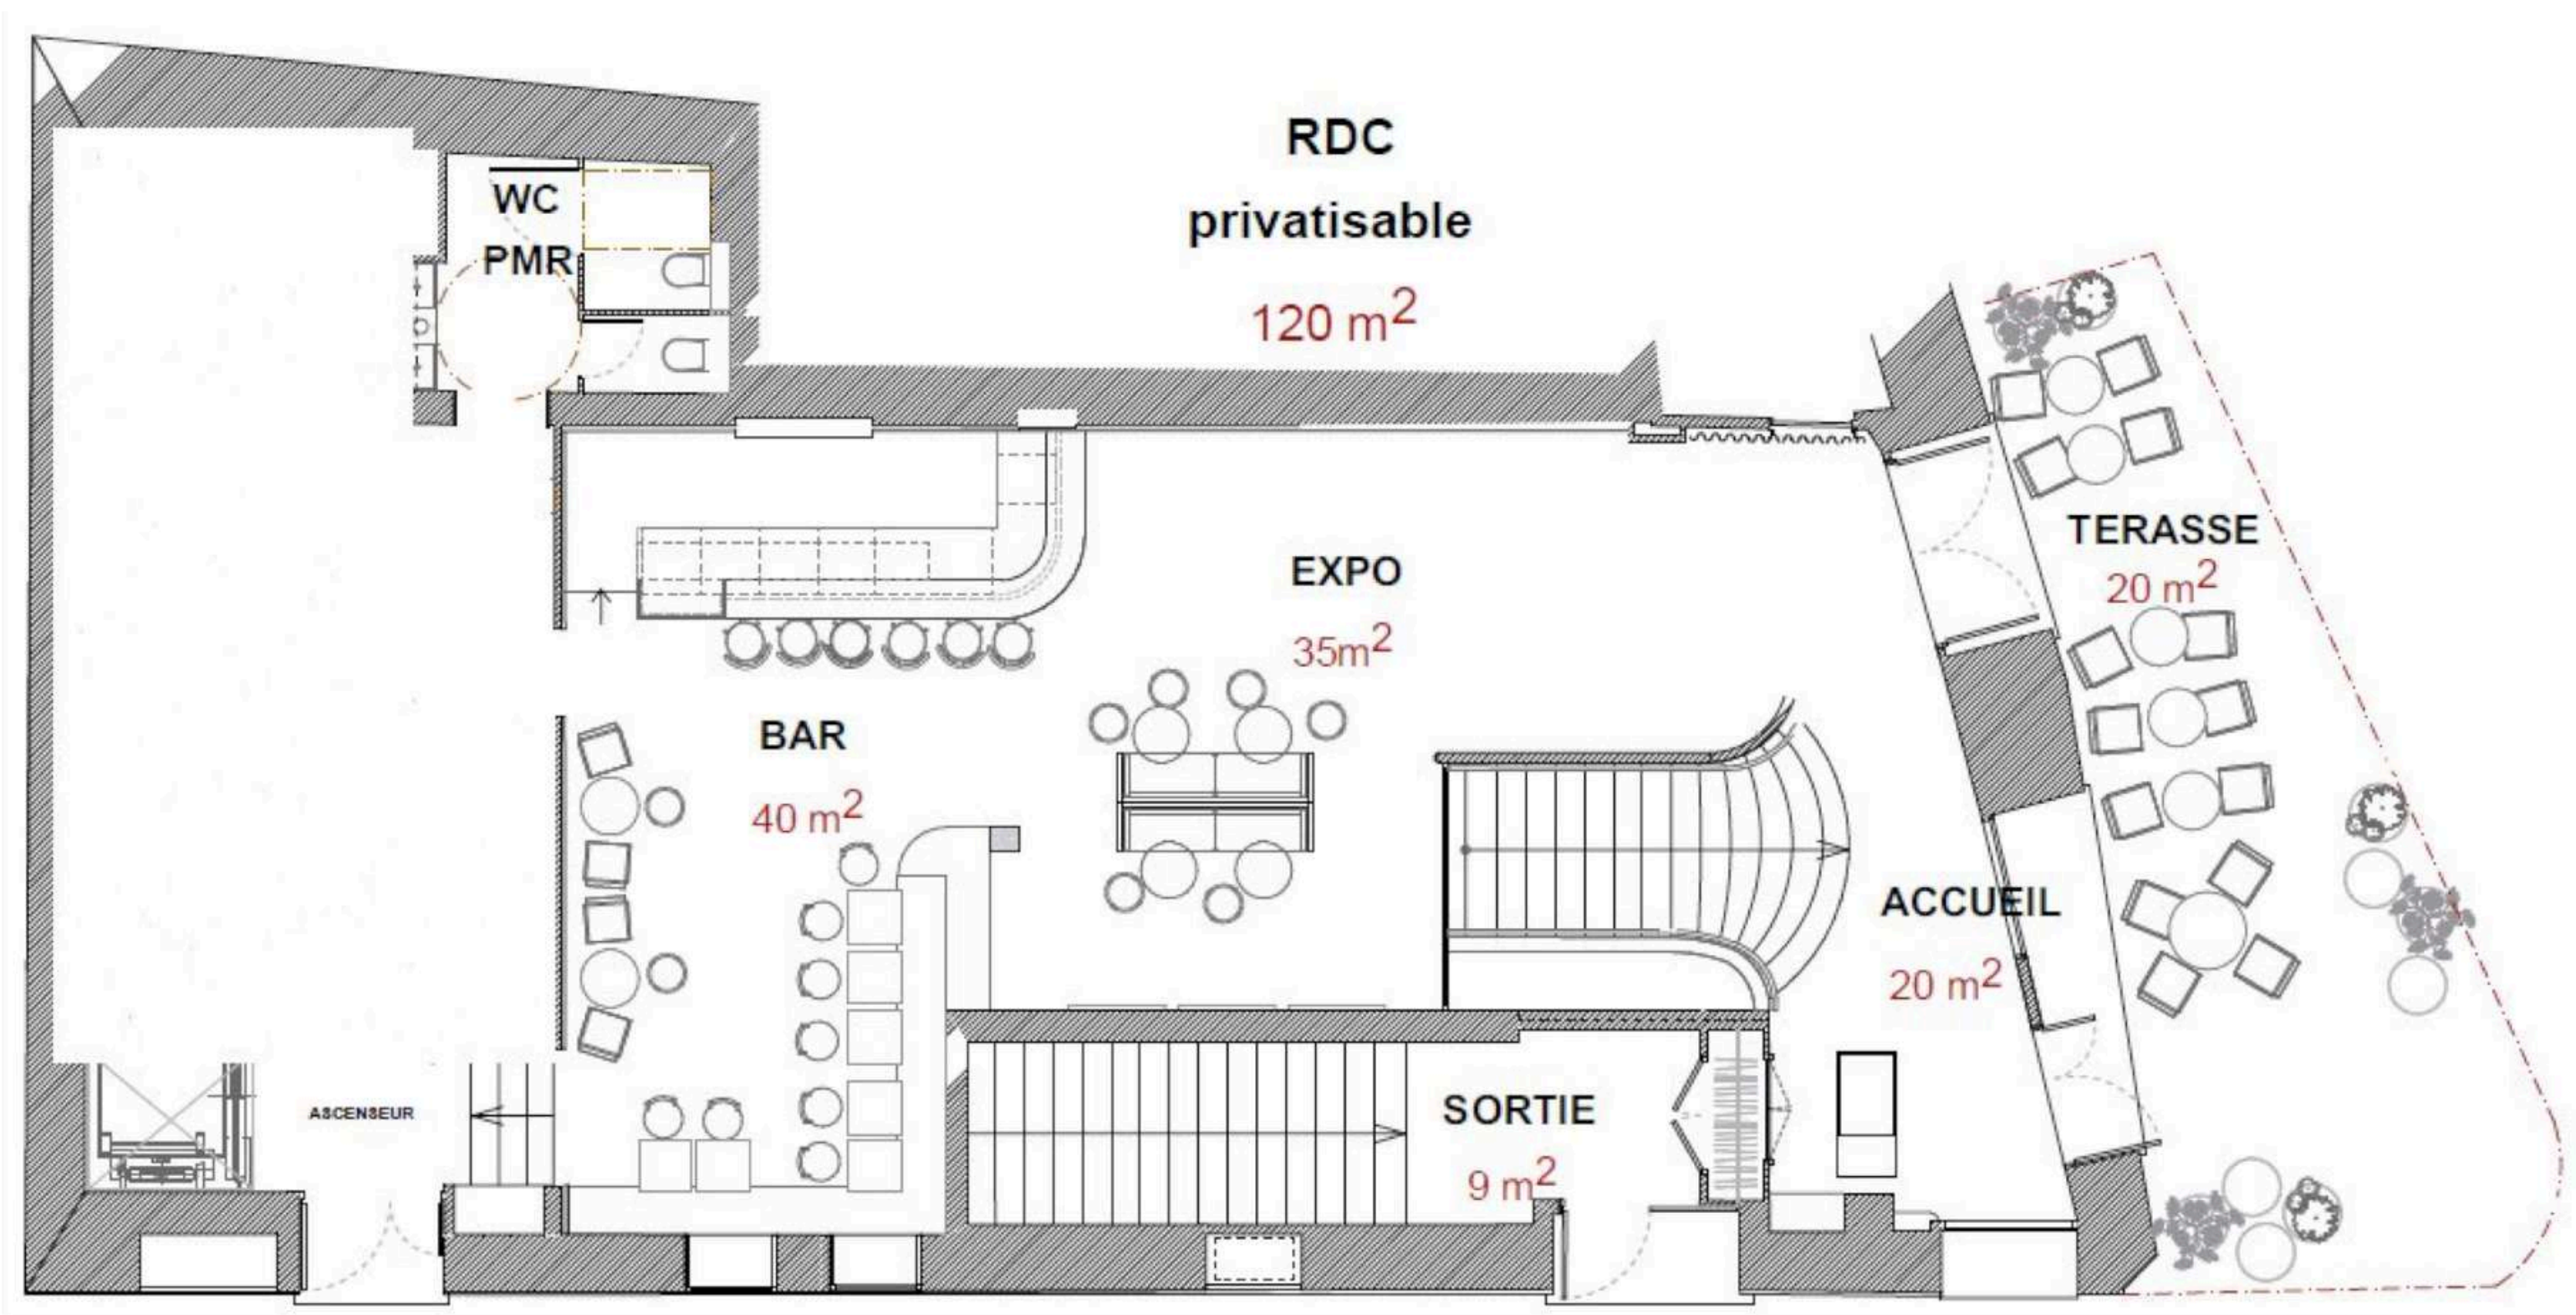 RDC
privatisable
120 m2
WC
PMR
EXPO
35m2
TERASSE
20 m2
BAR
40 m2
ACCUEIL
20 m2
ASCENSEUR
SORTIE
9 m2